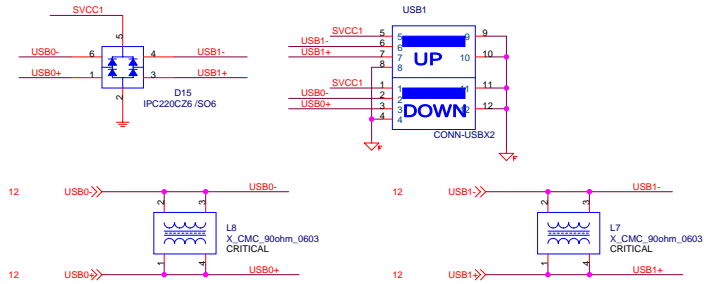 SVCC1
5
USB0-
6
4
USB1-
USB0+
1
3
USB1+
2
D15
IPC220CZ6 /SO6
USB1
SVCC1
5
5
9
9
USB1-
6
6
USB1+
7
7
10
10
8
8
UP
SVCC1
1
1
11
11
USB0-
2
2
USB0+
3
3
12
4
4
DOWN
CONN-USBX2
F
F
12
USB0-
USB0-
2
3
L8
X_CMC_90ohm_0603
CRITICAL
1
4
12
USB0+
USB0+
12
USB1-
USB1-
2
3
L7
X_CMC_90ohm_0603
CRITICAL
1
4
12
USB1+
USB1+